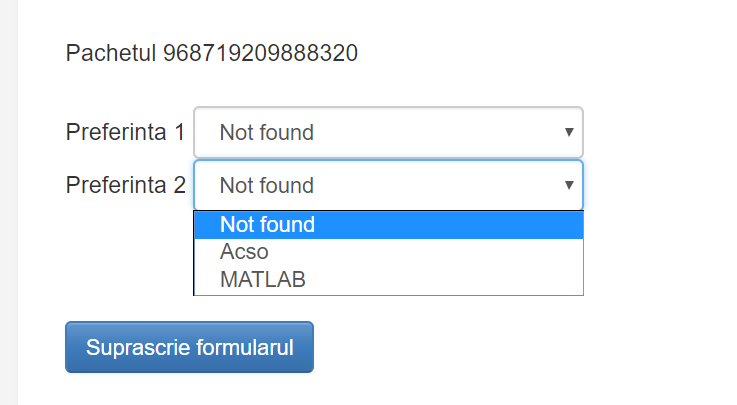 Pachetul 968719209888320
Preferinta 1 Not found
Preferinta 2 Not found
Not found
Acso
MATLAB
Suprascrie formularul